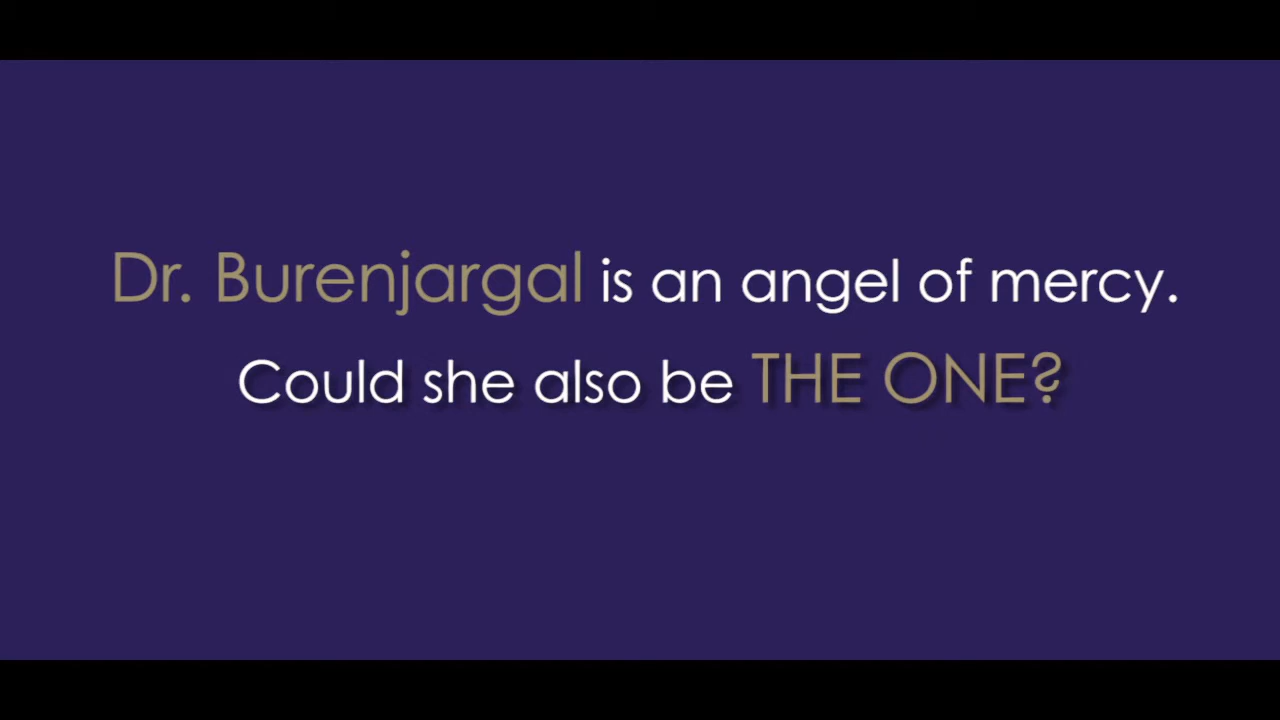 Dr. Burenjargal is an angel of mercy.
Could she also be THE ONE?